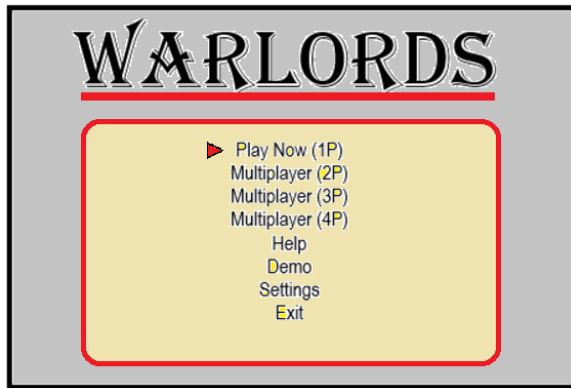 WARLORDS
Play Now (1P)
Multiplayer (2P)
Multiplayer (3P)
Multiplayer (4P)
Help
Demo
Settings
Exit